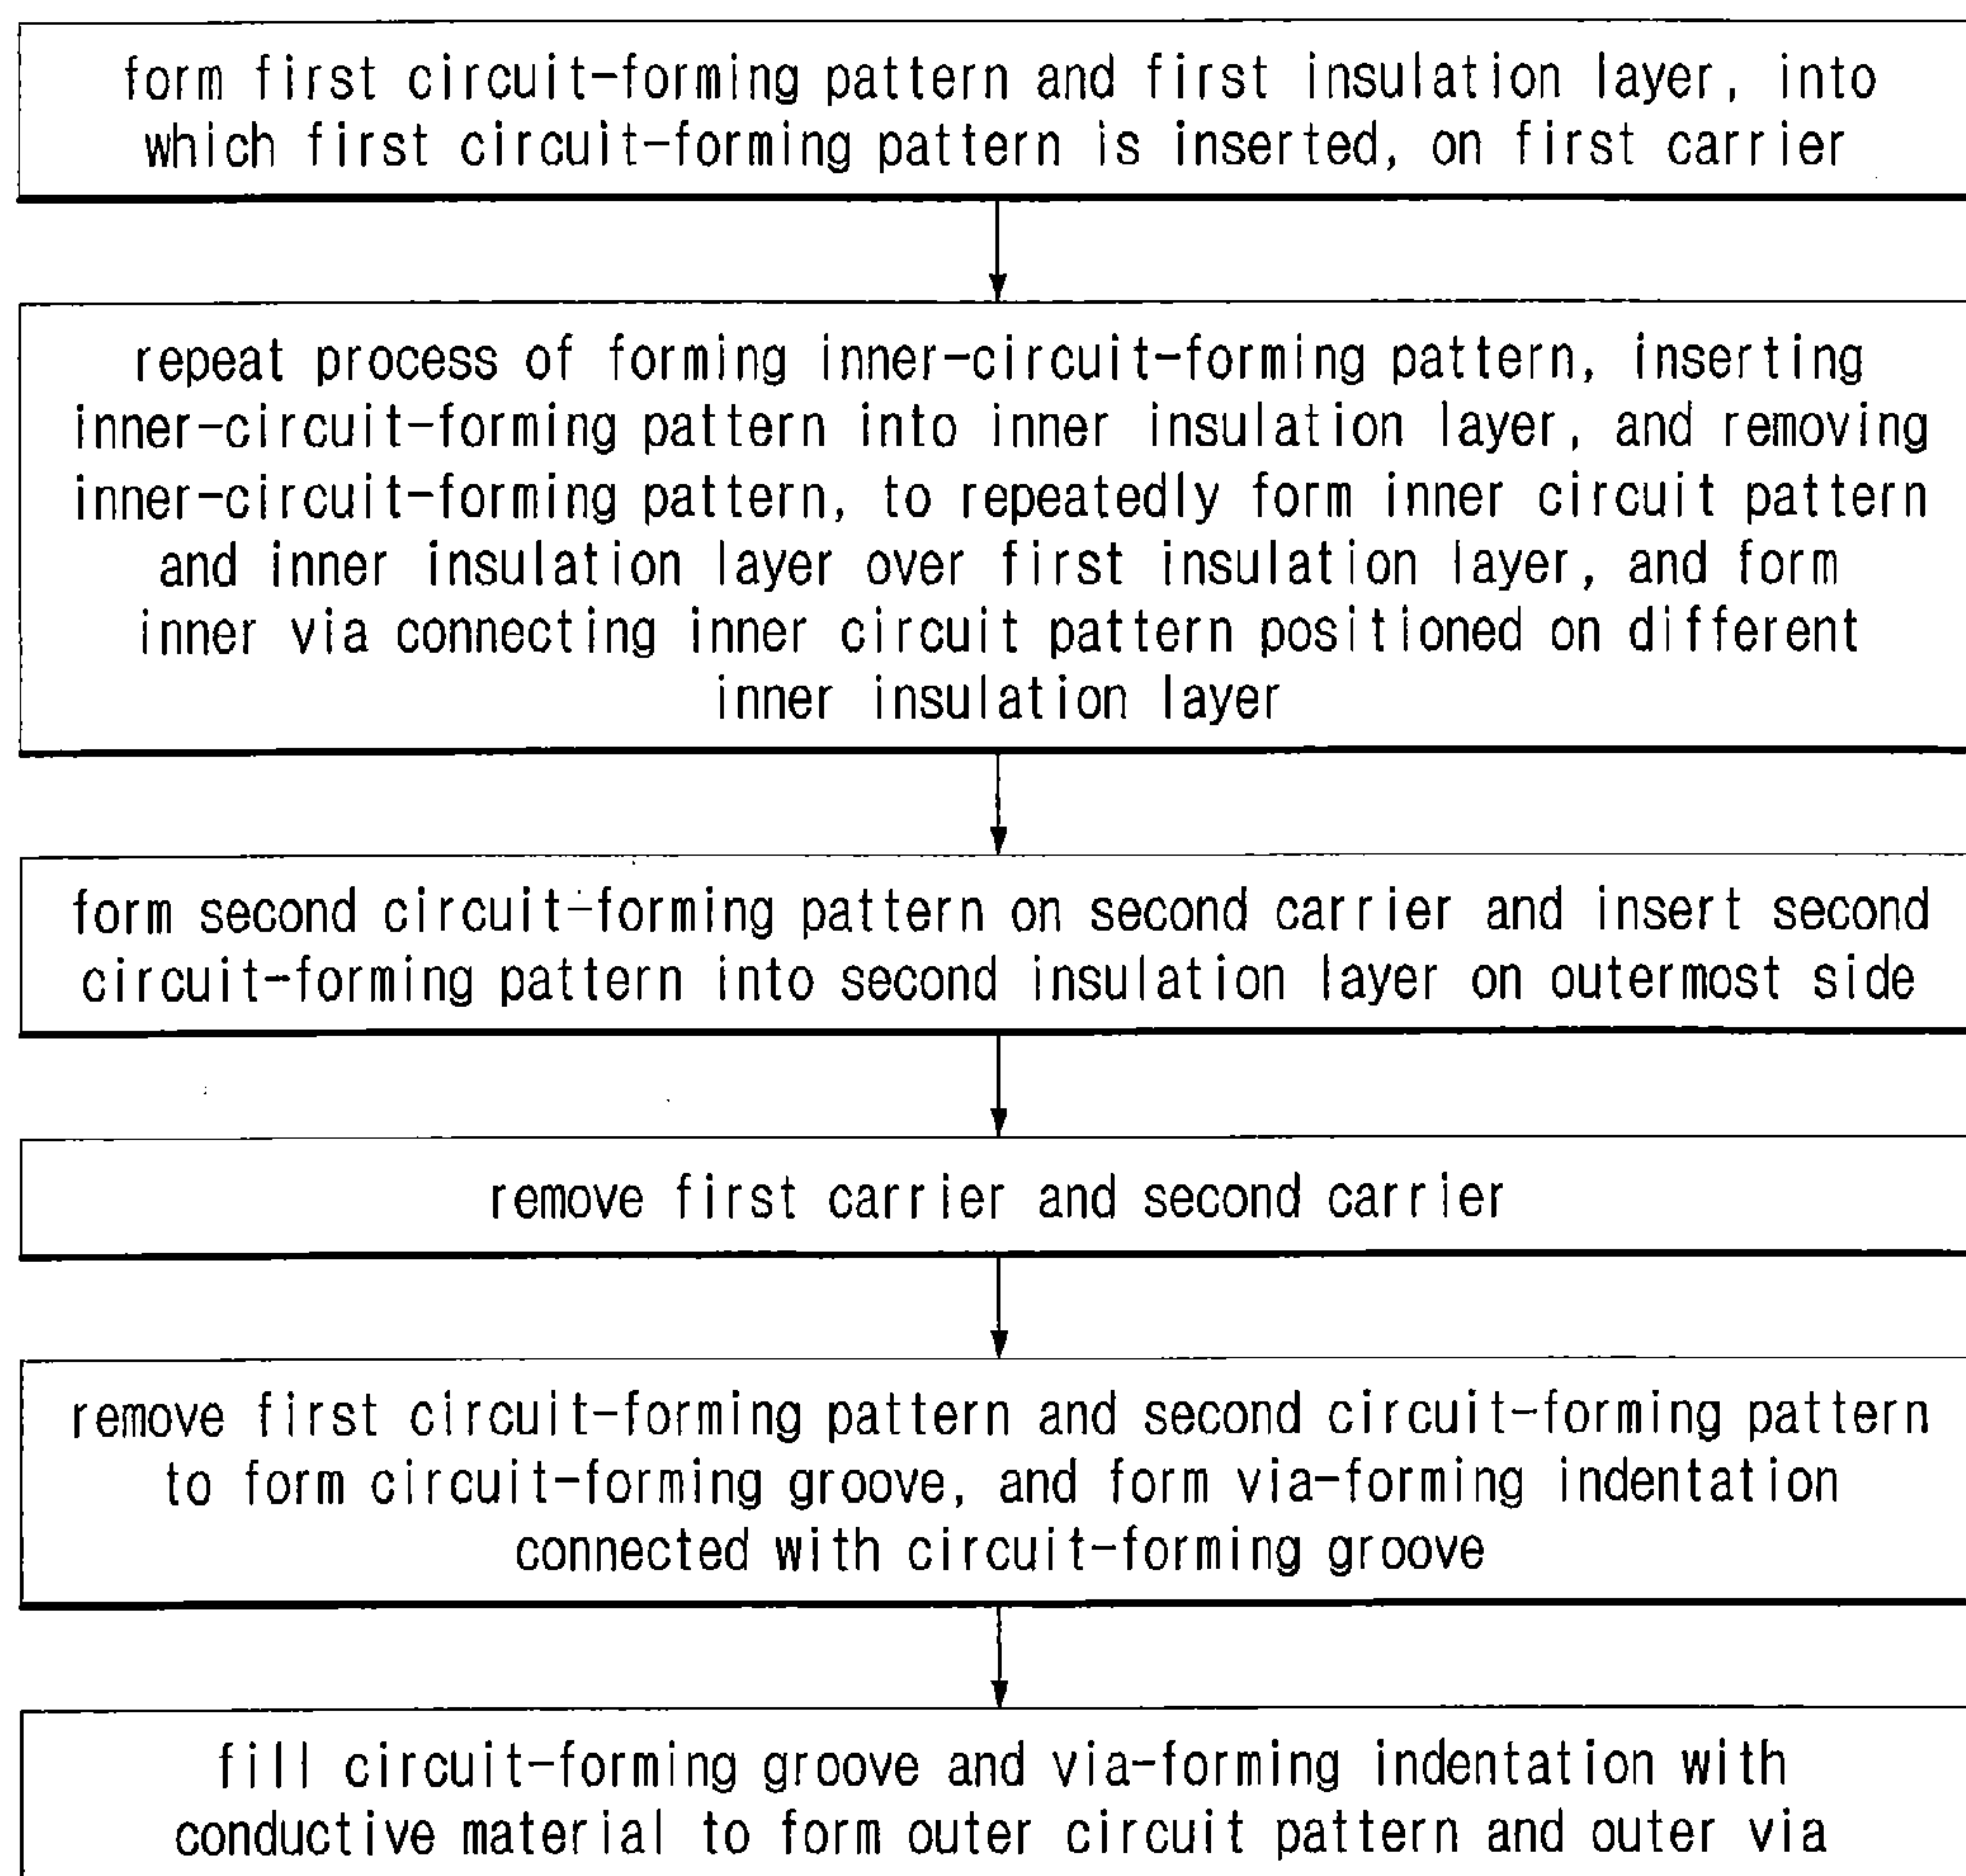 form first circuit-forming pattern and first insulation layer, into
which first circuit-forming pattern is inserted, on first carrier
repeat process of forming inner-circuit-forming pattern, inserting
inner-circuit-forming pattern into inner insulation layer, and removing
inner-circuit-forming pattern, to repeatedly form inner circuit pattern
and inner insulation layer over first insulation layer, and form
inner via connecting inner circuit pattern positioned on different
inner insulation layer
form second circuit-forming pattern on second carrier and insert second
circuit-forming pattern into second insulation layer on outermost side
remove first carrier and second carrier
remove first circuit-forming pattern and second circuit-forming pattern
to form circuit-forming groove, and form via-forming indentation
connected with circuit-forming groove
fill circuit-forming groove and via-forming indentation with
conductive material to form outer circuit pattern and outer via